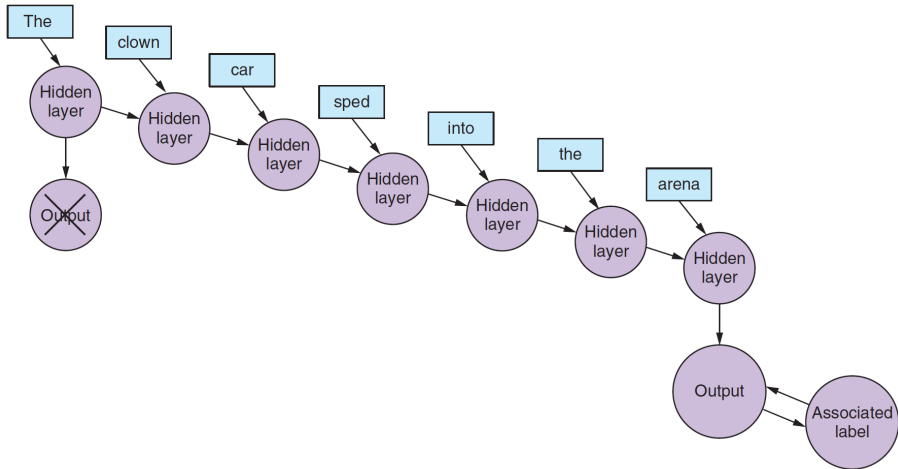 The
clown
car
sped
into
the
arena
Hidden
layer
Hidden
layer
Hidden
layer
Hidden
layer
Hidden
layer
Hidden
layer
Hidden
layer
Output
Output
Associated
label